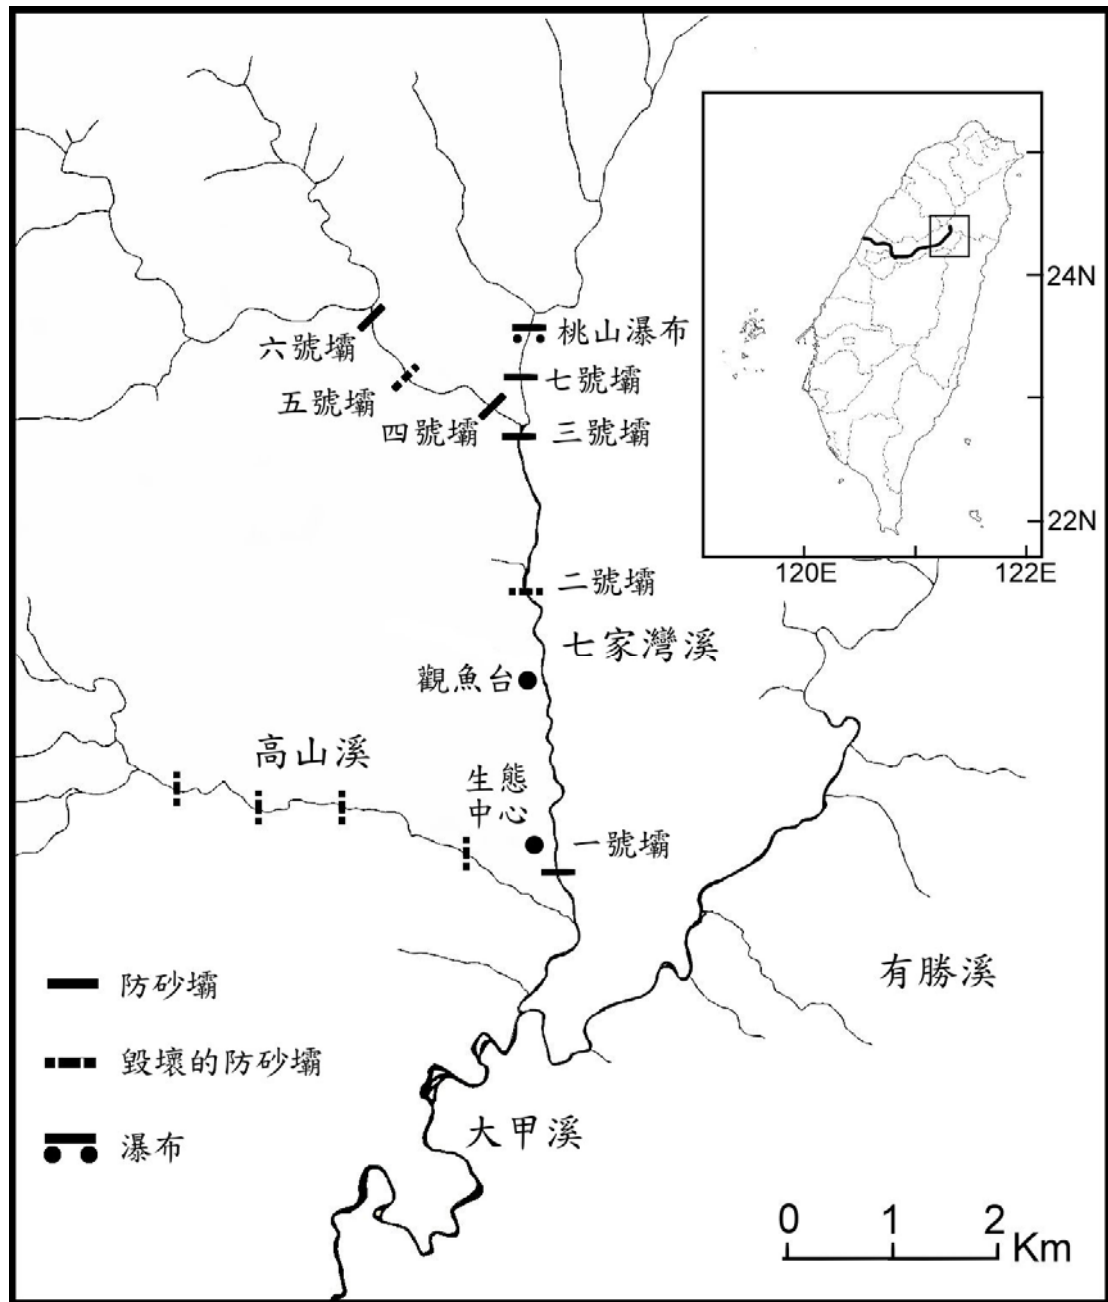 桃山瀑布
六號壩
七號壩
五號壩
四號壩
三號壩
24N
22N
120E
122E
二號壩
七家灣溪
觀魚台
高山溪
生態
中心
一號壩
有勝溪
防砂壩
毀壞的防砂壩
大甲溪
瀑布
0 1 2 Km